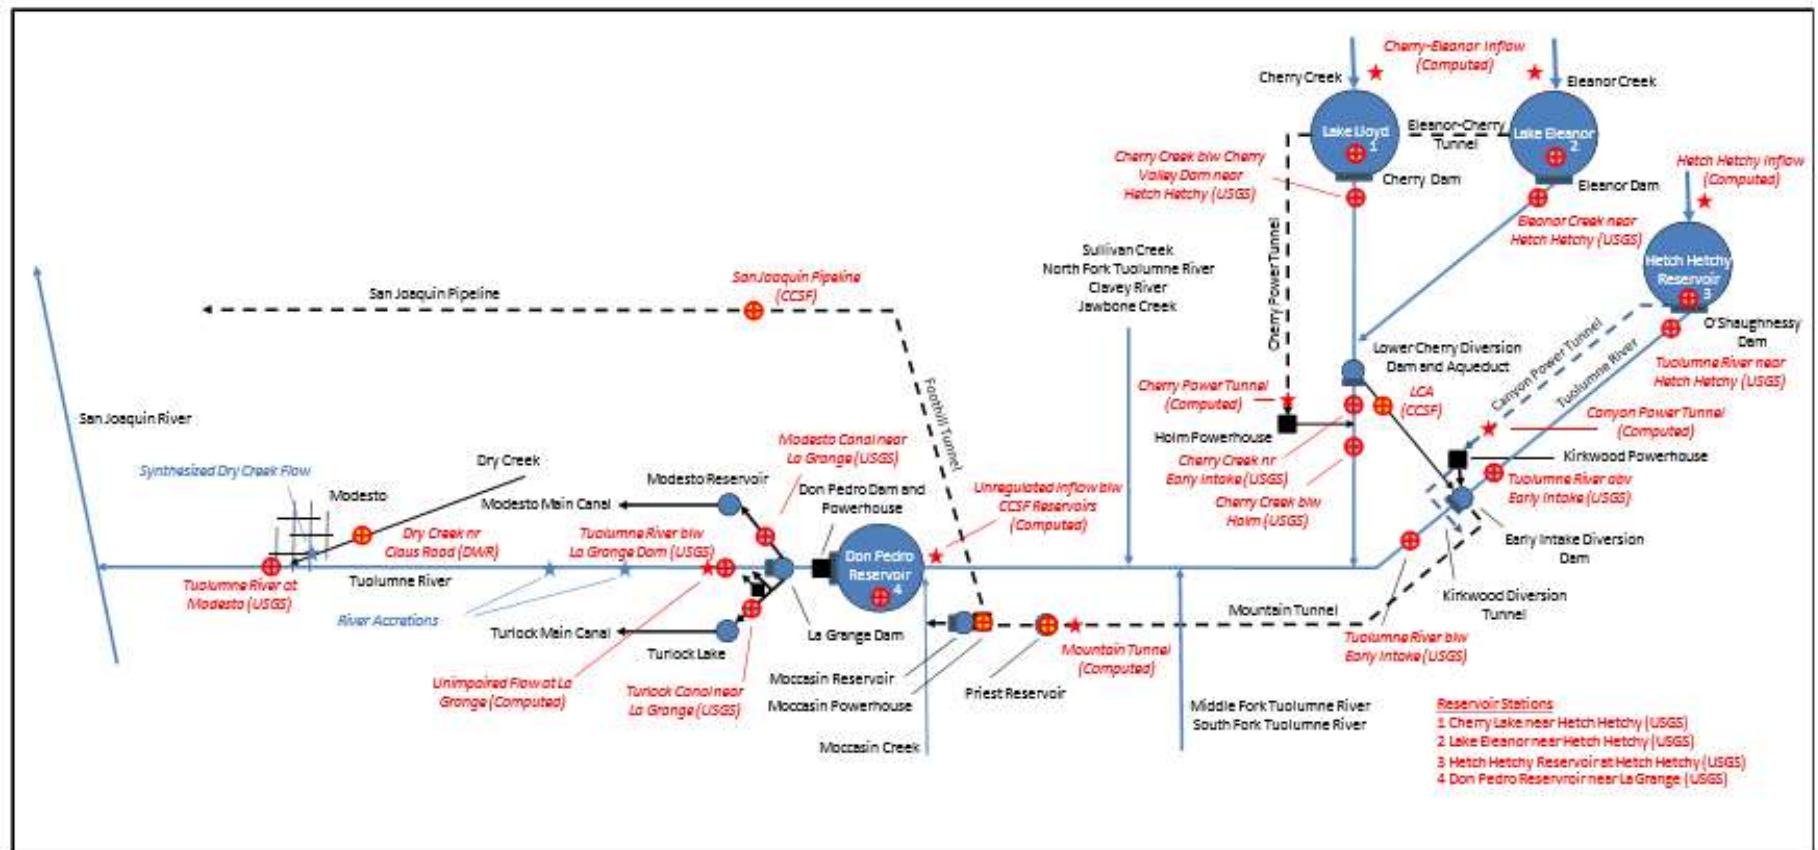 Cherry-Eleanor Inflow
(Computed)
Cherry Creek
Eleanor Creek
Lake Lloyd
1
Eleanor-Cherry
Tunnel
Lake Eleanor
2
Cherry Creek blw Cherry
Valley Dam near
Hetch Hetchy (USGS)
Cherry Dam
Eleanor Dam
Hetch Hetchy Inflow
(Computed)
Eleanor Creek near
Hetch Hetchy (USGS)
Hetch Hetchy
Reservoir
3
O'Shaughnessy
Dam
Sullivan Creek
North Fork Tuolumne River
Clavey River
Jawbone Creek
Cherry Power Tunnel
San Joaquin Pipeline
San Joaquin Pipeline
(CCSF)
Foothill Tunnel
Canyon Power Tunnel
Tuolumne River
Tuolumne River near
Hetch Hetchy (USGS)
Lower Cherry Diversion
Dam and Aqueduct
Cherry Power Tunnel
(Computed)
LCA
(CCSF)
Canyon Power Tunnel
(Computed)
San Joaquin River
Holm Powerhouse
Kirkwood Powerhouse
Modesto Canal near
La Grange (USGS)
Cherry Creek nr
Early Intake (USGS)
Tuolumne River abv
Early Intake (USGS)
Synthesized Dry Creek Flow
Dry Creek
Modesto
Modesto Reservoir
Modesto Main Canal
Don Pedro Dam and
Powerhouse
Unregulated Inflow blw
CCSF Reservoirs
(Computed)
Cherry Creek blw
Holm (USGS)
Dry Creek nr
Claus Road (DWR)
Tuolumne River blw
La Grange Dam (USGS)
Early Intake Diversion
Dam
Don Pedro
Reservoir
4
Tuolumne River at
Modesto (USGS)
Tuolumne River
Kirkwood Diversion
Tunnel
River Accretions
Mountain Tunnel
Turlock Main Canal
Turlock Lake
La Grange Dam
Mountain Tunnel
(Computed)
Tuolumne River blw
Early Intake (USGS)
Unimpaired Flow at La
Grange (Computed)
Turlock Canal near
La Grange (USGS)
Moccasin Reservoir
Moccasin Powerhouse
Priest Reservoir
Moccasin Creek
Middle Fork Tuolumne River
South Fork Tuolumne River
Reservoir Stations
1 Cherry Lake near Hetch Hetchy (USGS)
2 Lake Eleanor near Hetch Hetchy (USGS)
3 Hetch Hetchy Reservoir at Hetch Hetchy (USGS)
4 Don Pedro Reservroir near La Grange (USGS)